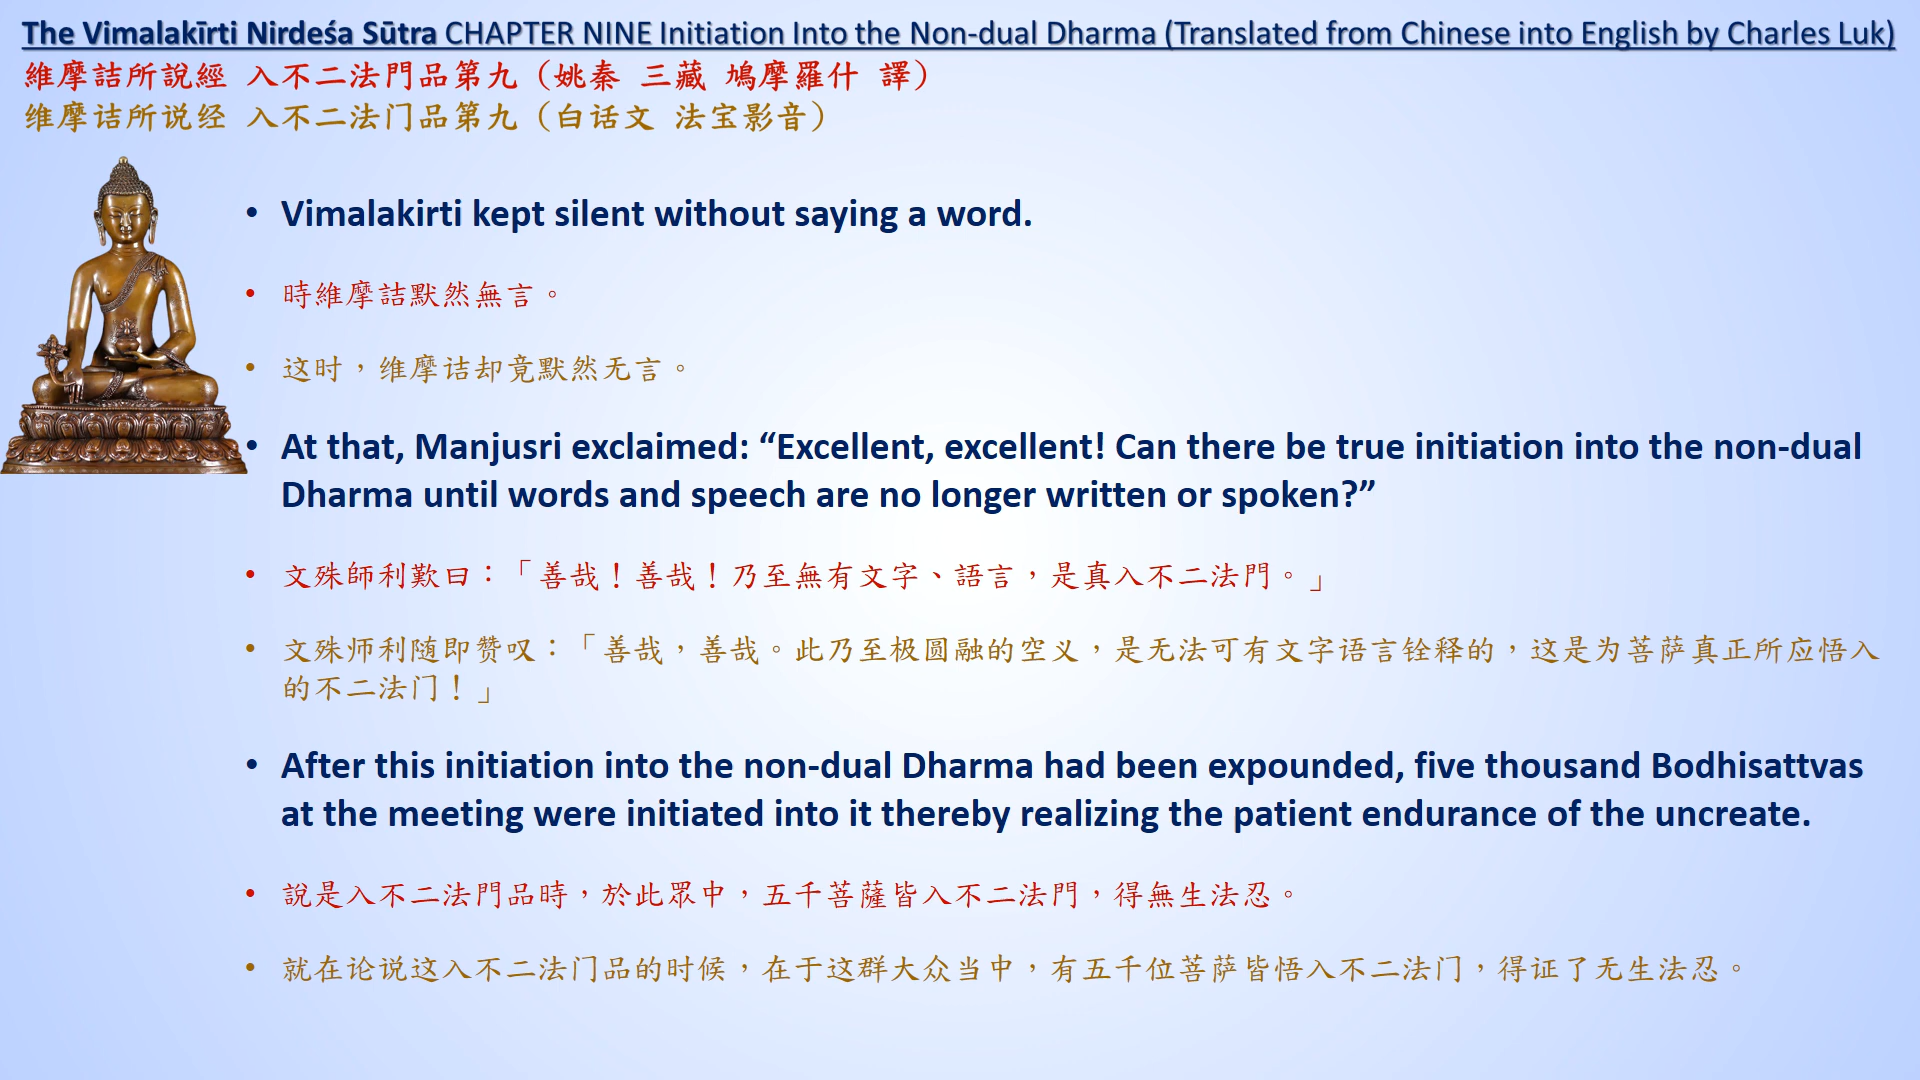 The Vimalakīrti Nirdeśa Sūtra CHAPTER NINE Initiation Into the Non-dual Dharma (Translated from Chinese into English by Charles Luk)
維摩詰所說經 入不二法門品第九（姚秦 三藏 鳩摩羅什 譯）
维摩诘所说经 入不二法门品第九（白话文 法宝影音）
• Vimalakirti kept silent without saying a word.
• 時維摩詰默然無言。
• 这时，维摩诘却竟默然无言。
• At that, Manjusri exclaimed: “Excellent, excellent! Can there be true initiation into the non-dual
Dharma until words and speech are no longer written or spoken?”
• 文殊師利歎曰：「善哉！善哉！乃至無有文字、語言，是真入不二法門。」
• 文殊师利随即赞叹：「善哉，善哉。此乃至极圆融的空义，是无法可有文字语言铨释的，这是为菩萨真正所应悟入
的不二法门！」
• After this initiation into the non-dual Dharma had been expounded, five thousand Bodhisattvas
at the meeting were initiated into it thereby realizing the patient endurance of the uncreate.
• 說是入不二法門品時，於此眾中，五千菩薩皆入不二法門，得無生法忍。
• 就在论说这入不二法门品的时候，在于这群大众当中，有五千位菩萨皆悟入不二法门，得证了无生法忍。